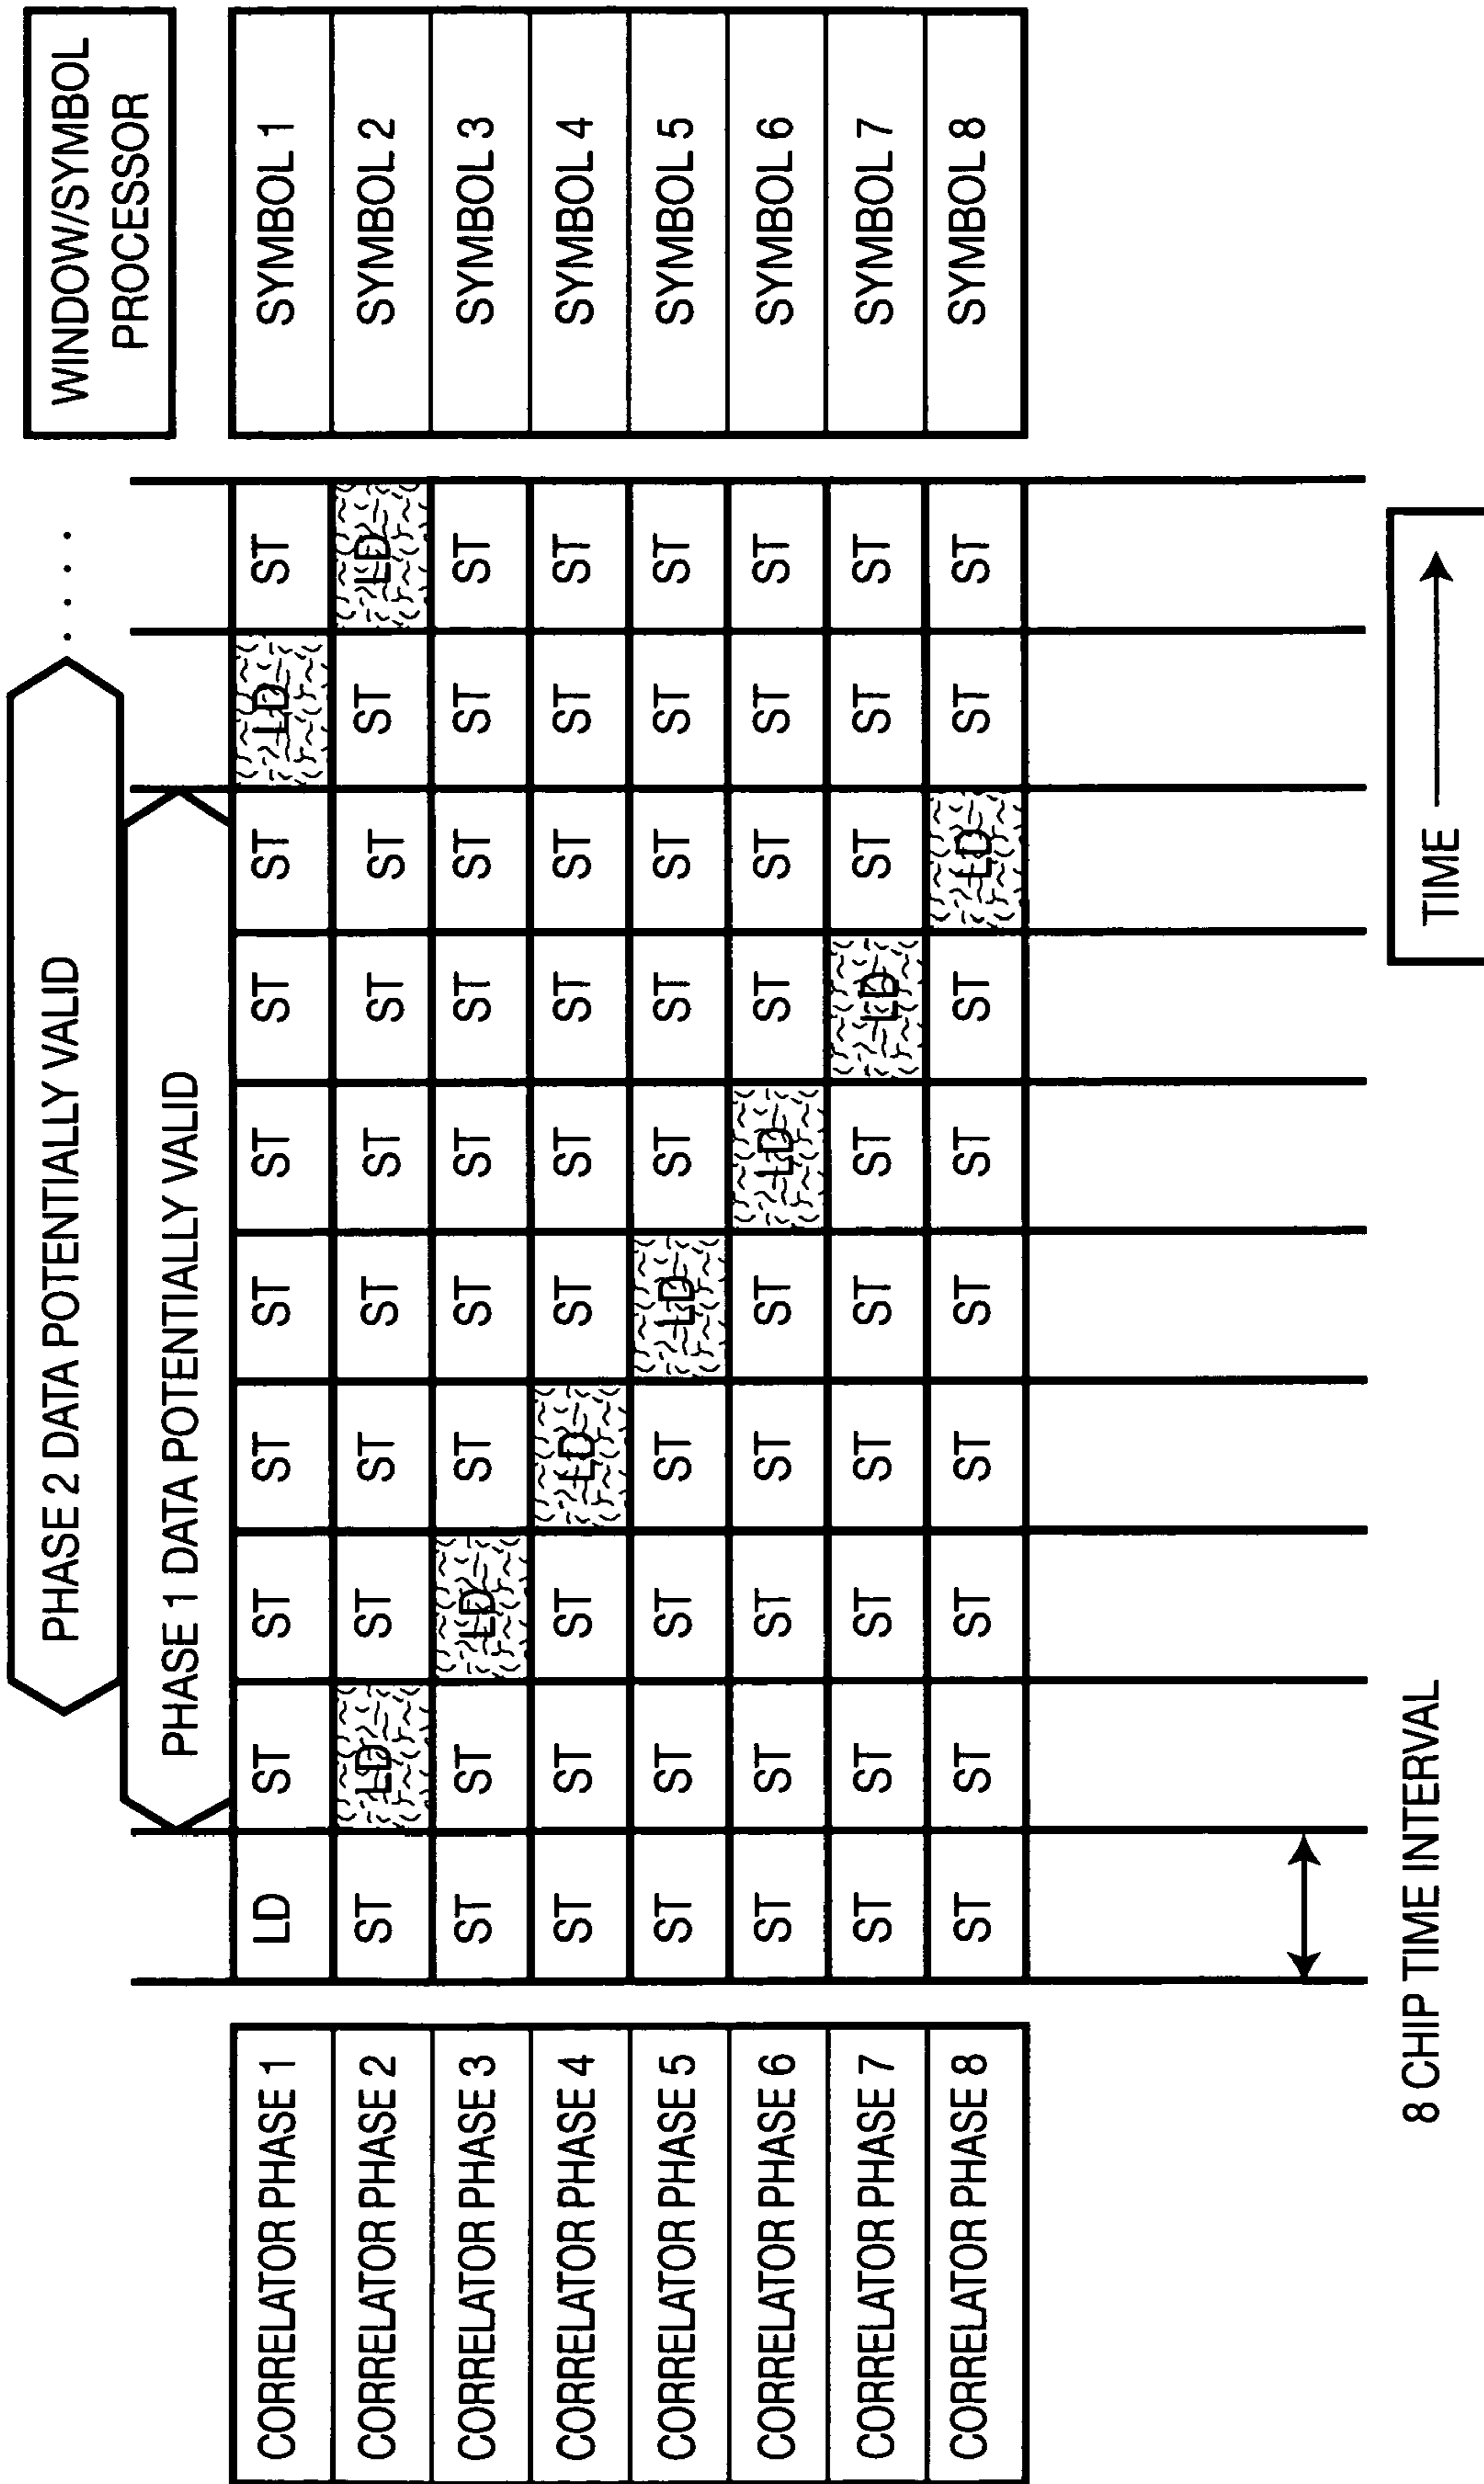 PHASE 2 DATA POTENTIALLY VALID
. . . .
WINDOW/SYMBOL
PROCESSOR
PHASE 1 DATA POTENTIALLY VALID
CORRELATOR PHASE 1 LD ST ST ST ST ST ST ST LD ST SYMBOL 1
CORRELATOR PHASE 2 ST LD ST ST ST ST ST ST ST LD SYMBOL 2
CORRELATOR PHASE 3 ST ST LD ST ST ST ST ST ST ST SYMBOL 3
CORRELATOR PHASE 4 ST ST ST LD ST ST ST ST ST ST SYMBOL 4
CORRELATOR PHASE 5 ST ST ST ST LD ST ST ST ST ST SYMBOL 5
CORRELATOR PHASE 6 ST ST ST ST ST LD ST ST ST ST SYMBOL 6
CORRELATOR PHASE 7 ST ST ST ST ST ST LD ST ST ST SYMBOL 7
CORRELATOR PHASE 8 ST ST ST ST ST ST ST LD ST ST SYMBOL 8
8 CHIP TIME INTERVAL
TIME